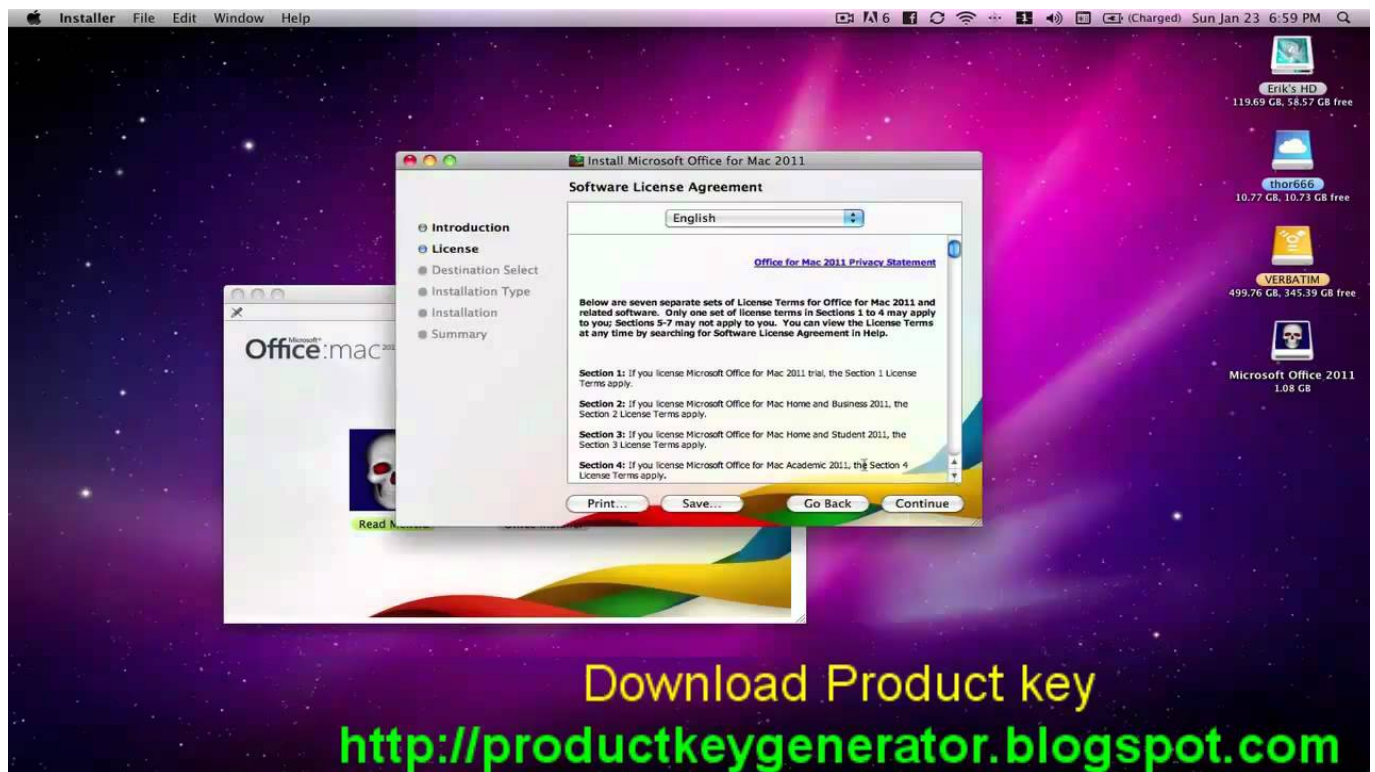 Installer File Edit Window Help
6 (Charged) Sun Jan 23 6:59 PM
Erik's HD
119.69 GB, 58.57 GB free
thor666
10.77 GB, 10.73 GB free
VERBATIM
499.76 GB, 345.39 GB free
Microsoft Office 2011
1.08 GB
Install Microsoft Office for Mac 2011
Software License Agreement
Introduction
License
Destination Select
Installation Type
Installation
Summary
English
Office for Mac 2011 Privacy Statement
Below are seven separate sets of License Terms for Office for Mac 2011 and
related software. Only one set of license terms in Sections 1 to 4 may apply
to you; Sections 5-7 may not apply to you. You can view the License Terms
at any time by searching for Software License Agreement in Help.
Section 1: If you license Microsoft Office for Mac 2011 trial, the Section 1 License
Terms apply.
Section 2: If you license Microsoft Office for Mac Home and Business 2011, the
Section 2 License Terms apply.
Section 3: If you license Microsoft Office for Mac Home and Student 2011, the
Section 3 License Terms apply.
Section 4: If you license Microsoft Office for Mac Academic 2011, the Section 4
License Terms apply.
Print... Save... Go Back Continue
Microsoft®
Office:mac
Read
Download Product key
http://productkeygenerator.blogspot.com